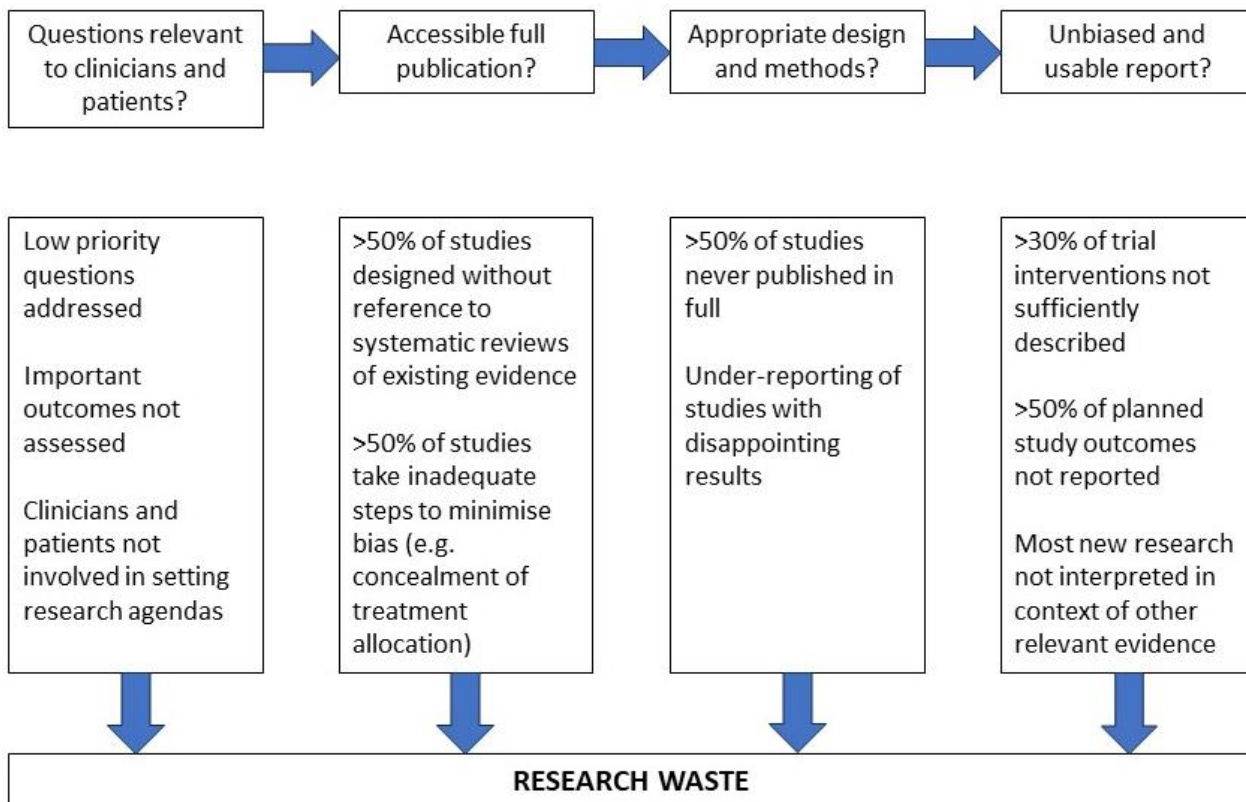 Questions relevant
to clinicians and
patients?
Accessible full
publication?
Appropriate design
and methods?
Unbiased and
usable report?
Low priority
questions
addressed
Important
outcomes not
assessed
Clinicians and
patients not
involved in setting
research agendas
>50% of studies
designed without
reference to
systematic reviews
of existing evidence
>50% of studies
take inadequate
steps to minimise
bias (e.g.
concealment of
treatment
allocation)
>50% of studies
never published in
full
Under-reporting of
studies with
disappointing
results
>30% of trial
interventions not
sufficiently
described
>50% of planned
study outcomes
not reported
Most new research
not interpreted in
context of other
relevant evidence
RESEARCH WASTE